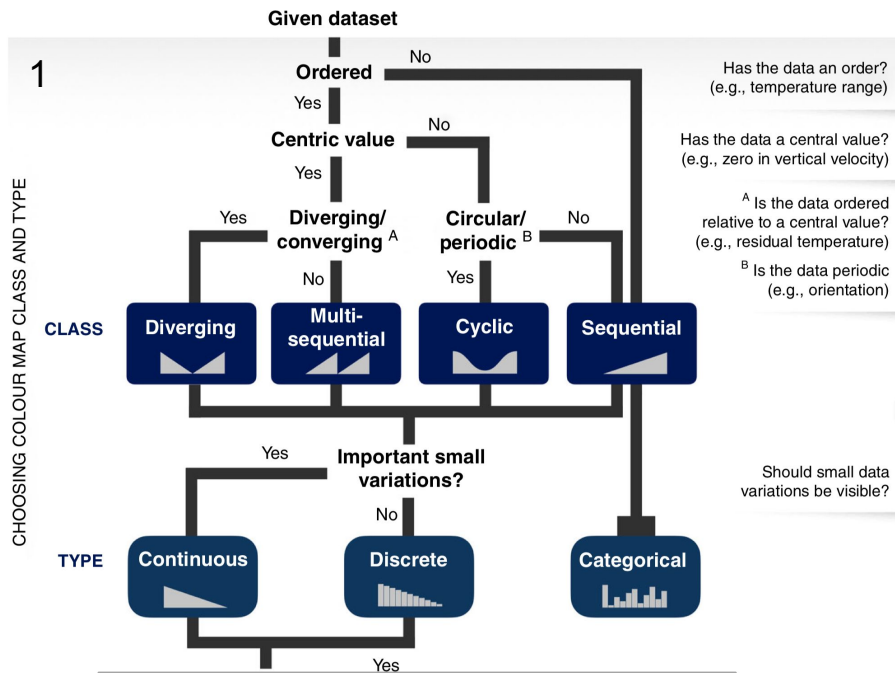 Given dataset
1
Ordered
No
Has the data an order?
(e.g., temperature range)
Yes
Centric value
No
Has the data a central value?
(e.g., zero in vertical velocity)
Yes
CHOOSING COLOUR MAP CLASS AND TYPE
Yes
Diverging/
converging A
Circular/
periodic B
No
A Is the data ordered
relative to a central value?
(e.g., residual temperature)
No
Yes
B Is the data periodic
(e.g., orientation)
CLASS
Diverging
Multi-
sequential
Cyclic
Sequential
Yes
Important small
variations?
Should small data
variations be visible?
No
TYPE
Continuous
Discrete
Categorical
Yes